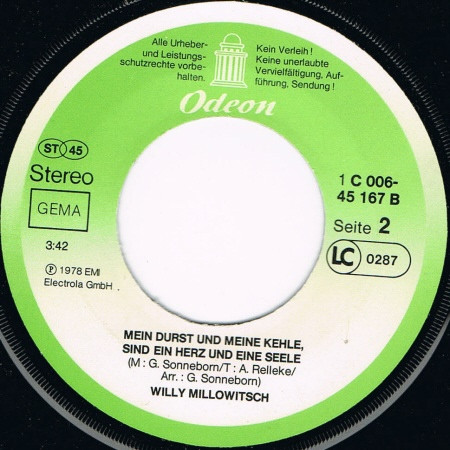 Alle Urheber-
und Leistungs-
schutzrechte vorbe-
halten.
Kein Verleih!
Keine unerlaubte
Vervielfältigung, Auf-
führung, Sendung!
Odeon
ST 45
Stereo
GEMA
3:42
Ⓟ 1978 EMI
Electrola GmbH
1 C 006-
45 167 B
Seite 2
LC 0287
MEIN DURST UND MEINE KEHLE,
SIND EIN HERZ UND EINE SEELE
(M: G. Sonneborn/T: A. Relleke/
Arr.: G. Sonneborn)
WILLY MILLOWITSCH